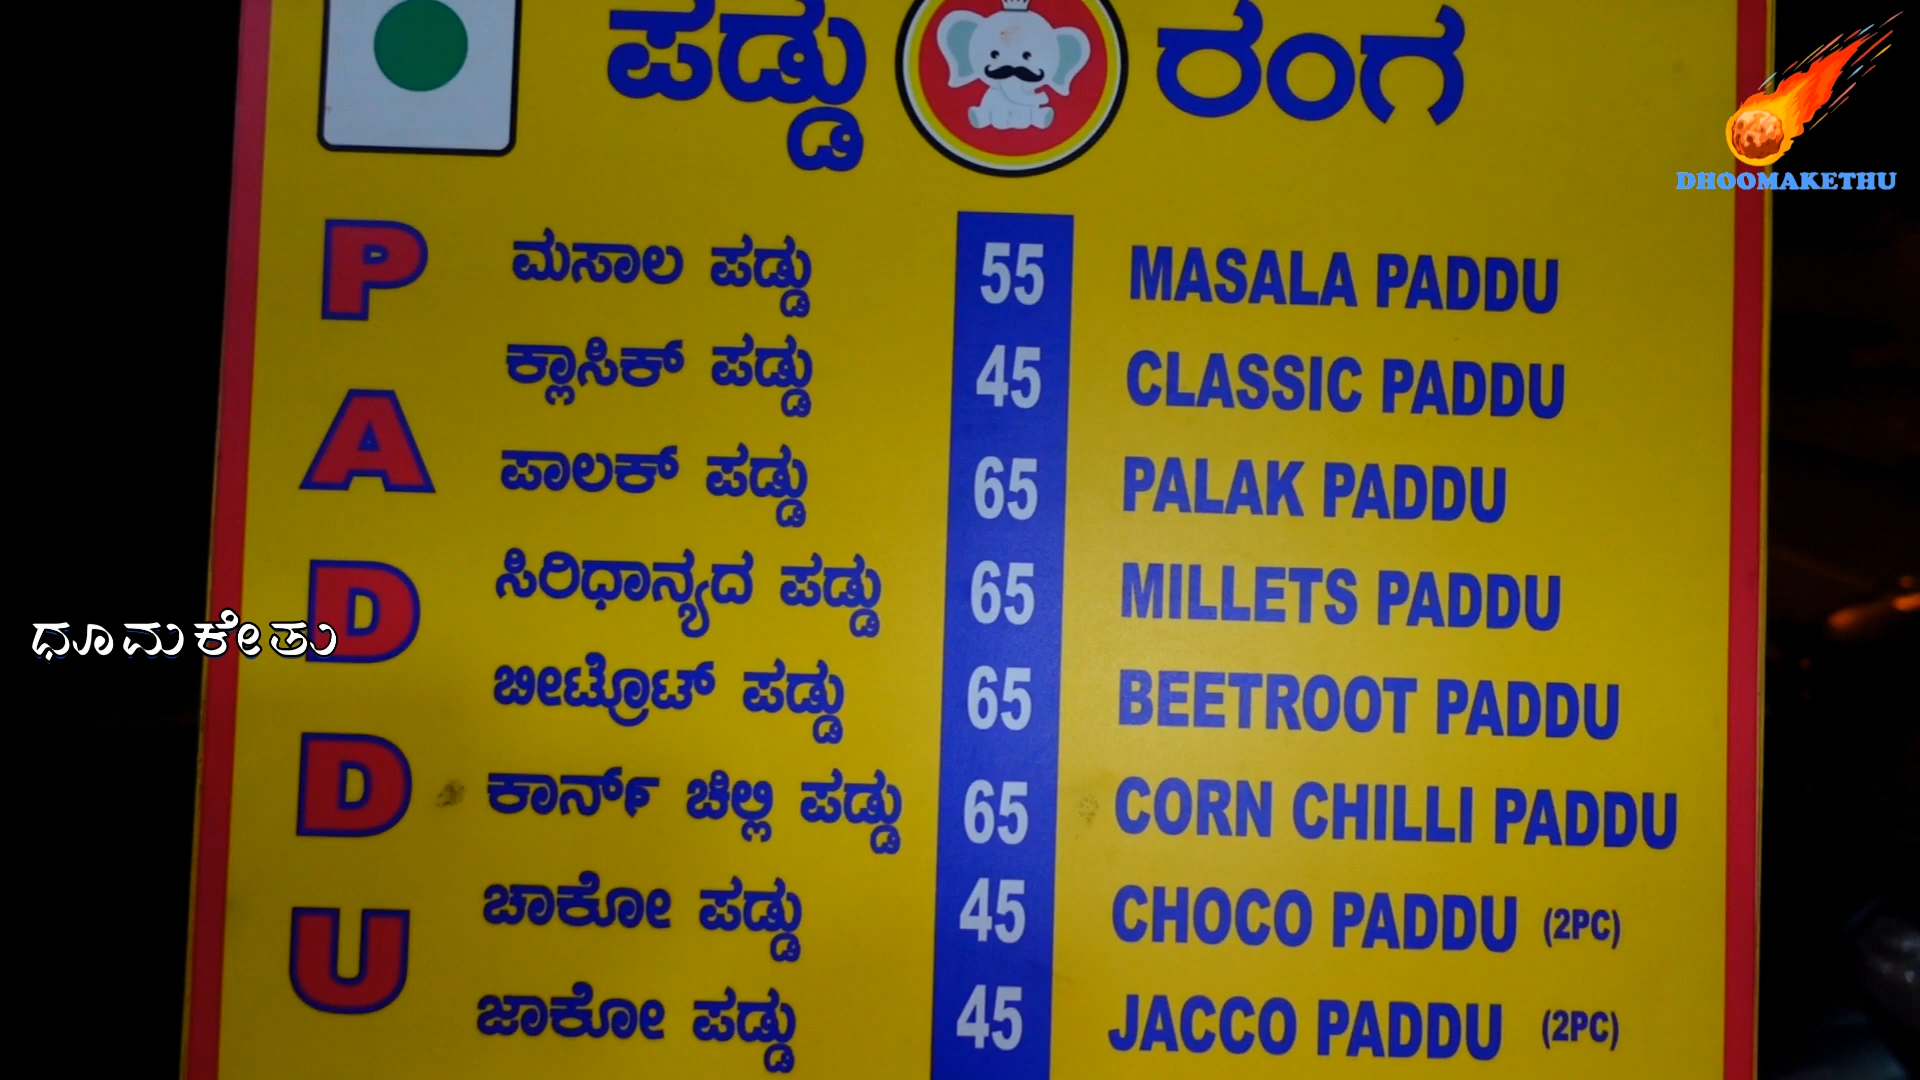 ಪಡ್ಡು ರಂಗ
DHOOMAKETHU
PADDU
ಮಸಾಲ ಪಡ್ಡು 55 MASALA PADDU
ಕ್ಲಾಸಿಕ್ ಪಡ್ಡು 45 CLASSIC PADDU
ಪಾಲಕ್ ಪಡ್ಡು 65 PALAK PADDU
ಸಿರಿಧಾನ್ಯದ ಪಡ್ಡು 65 MILLETS PADDU
ಧೂಮಕೇತು
ಬೀಟ್ರೊಟ್ ಪಡ್ಡು 65 BEETROOT PADDU
ಕಾರ್ನ್ ಚಿಲ್ಲಿ ಪಡ್ಡು 65 CORN CHILLI PADDU
ಚಾಕೋ ಪಡ್ಡು 45 CHOCO PADDU (2PC)
ಜಾಕೋ ಪಡ್ಡು 45 JACCO PADDU (2PC)